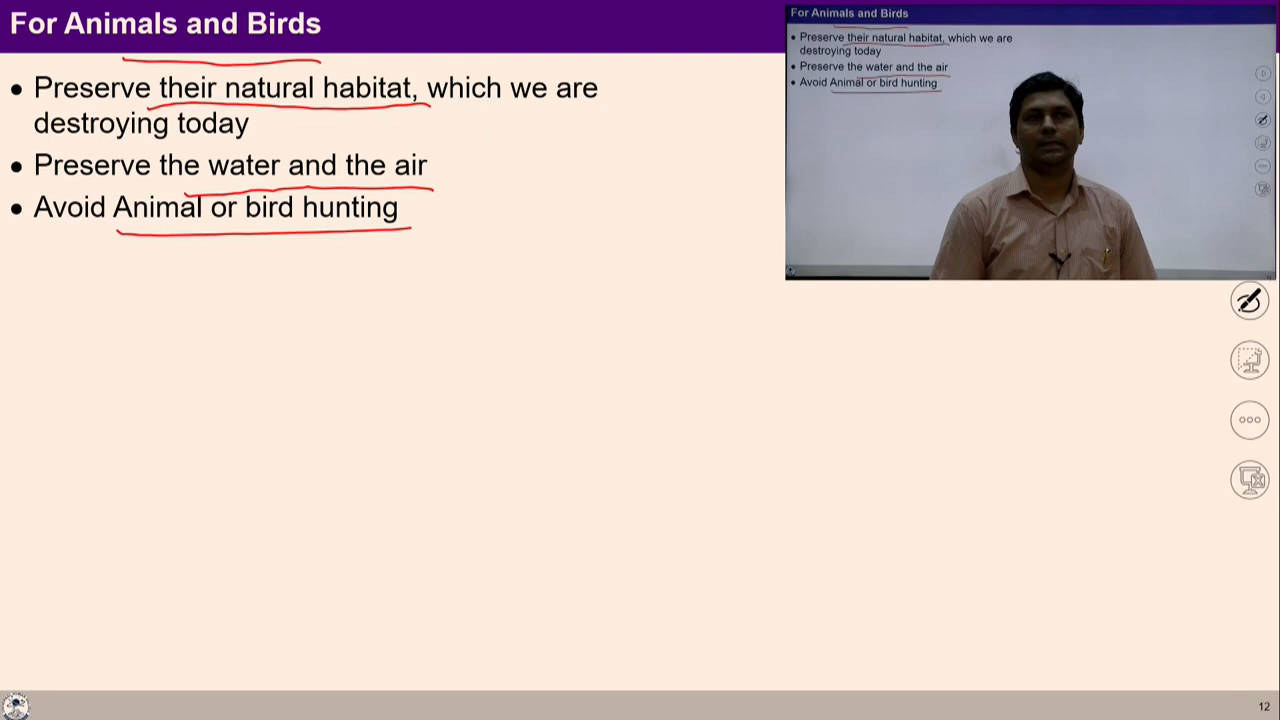 For Animals and Birds
• Preserve their natural habitat, which we are
destroying today
• Preserve the water and the air
• Avoid Animal or bird hunting
For Animals and Birds
• Preserve their natural habitat, which we are
destroying today
• Preserve the water and the air
• Avoid Animal or bird hunting
12